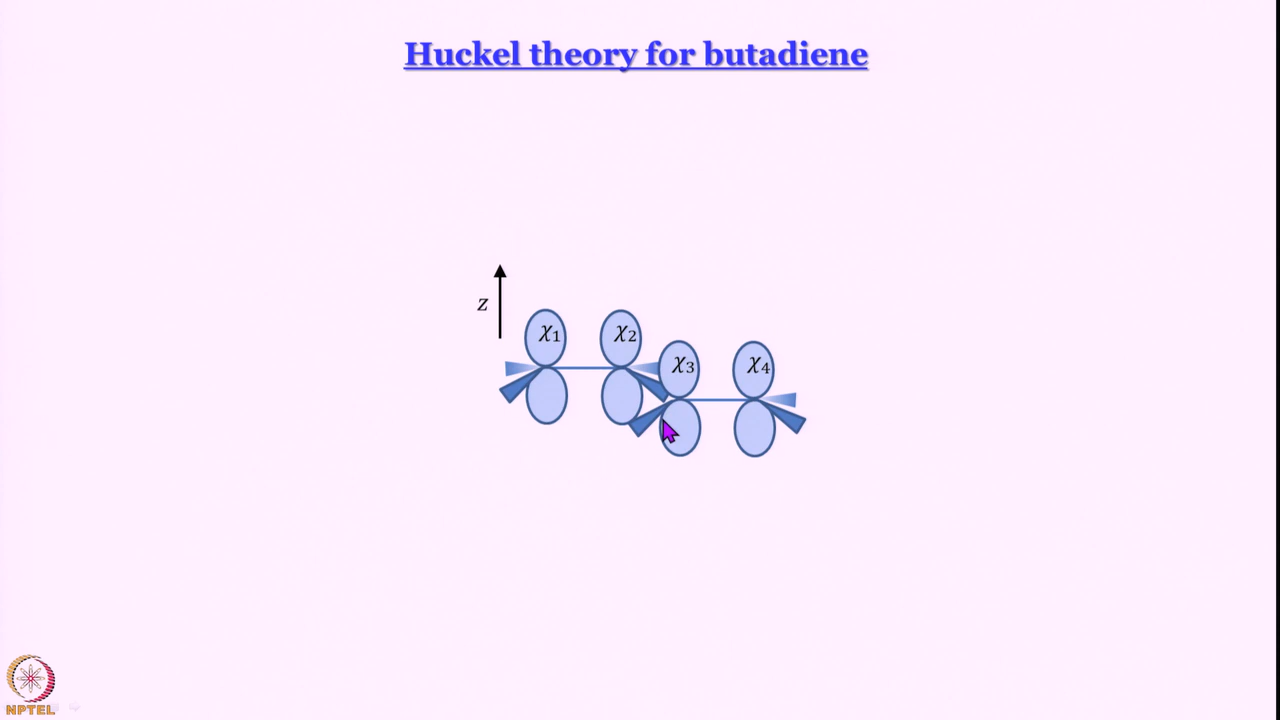 Huckel theory for butadiene
z
χ1
χ2
χ3
χ4
NPTEL